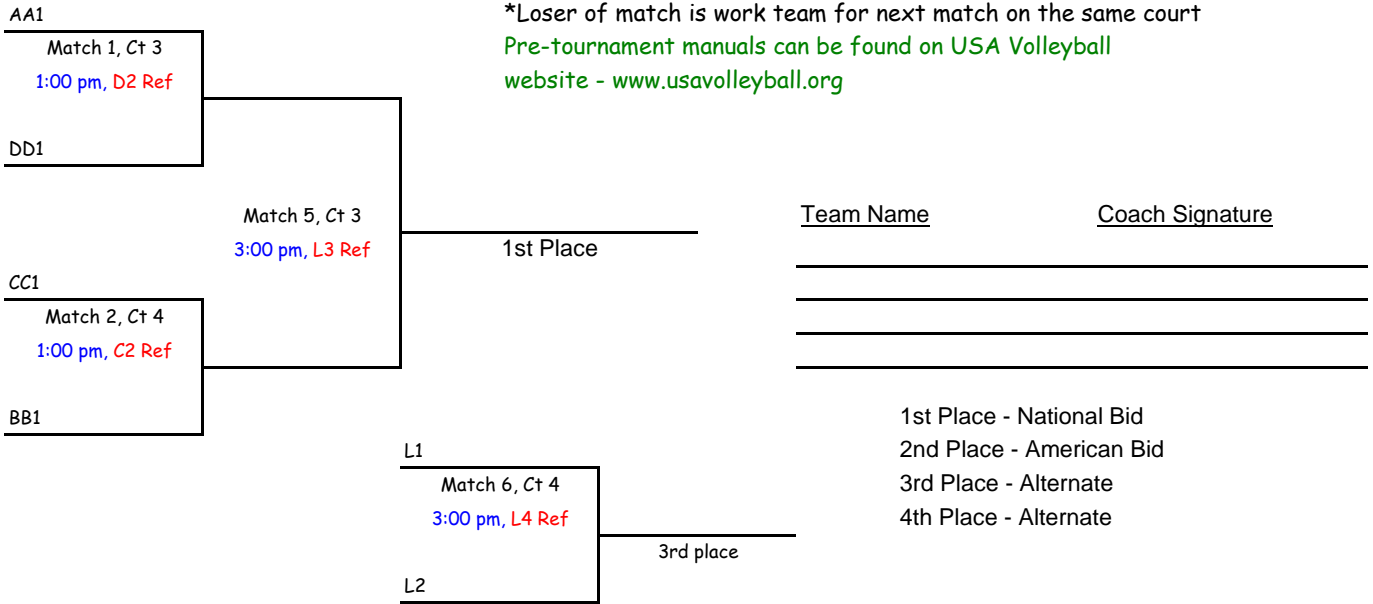 AA1
*Loser of match is work team for next match on the same court
Match 1, Ct 3
Pre-tournament manuals can be found on USA Volleyball
1:00 pm, D2 Ref
website - www.usavolleyball.org
DD1
Match 5, Ct 3
3:00 pm, L3 Ref
1st Place
Team Name
Coach Signature
CC1
Match 2, Ct 4
1:00 pm, C2 Ref
BB1
1st Place - National Bid
2nd Place - American Bid
3rd Place - Alternate
4th Place - Alternate
L1
Match 6, Ct 4
3:00 pm, L4 Ref
3rd place
L2